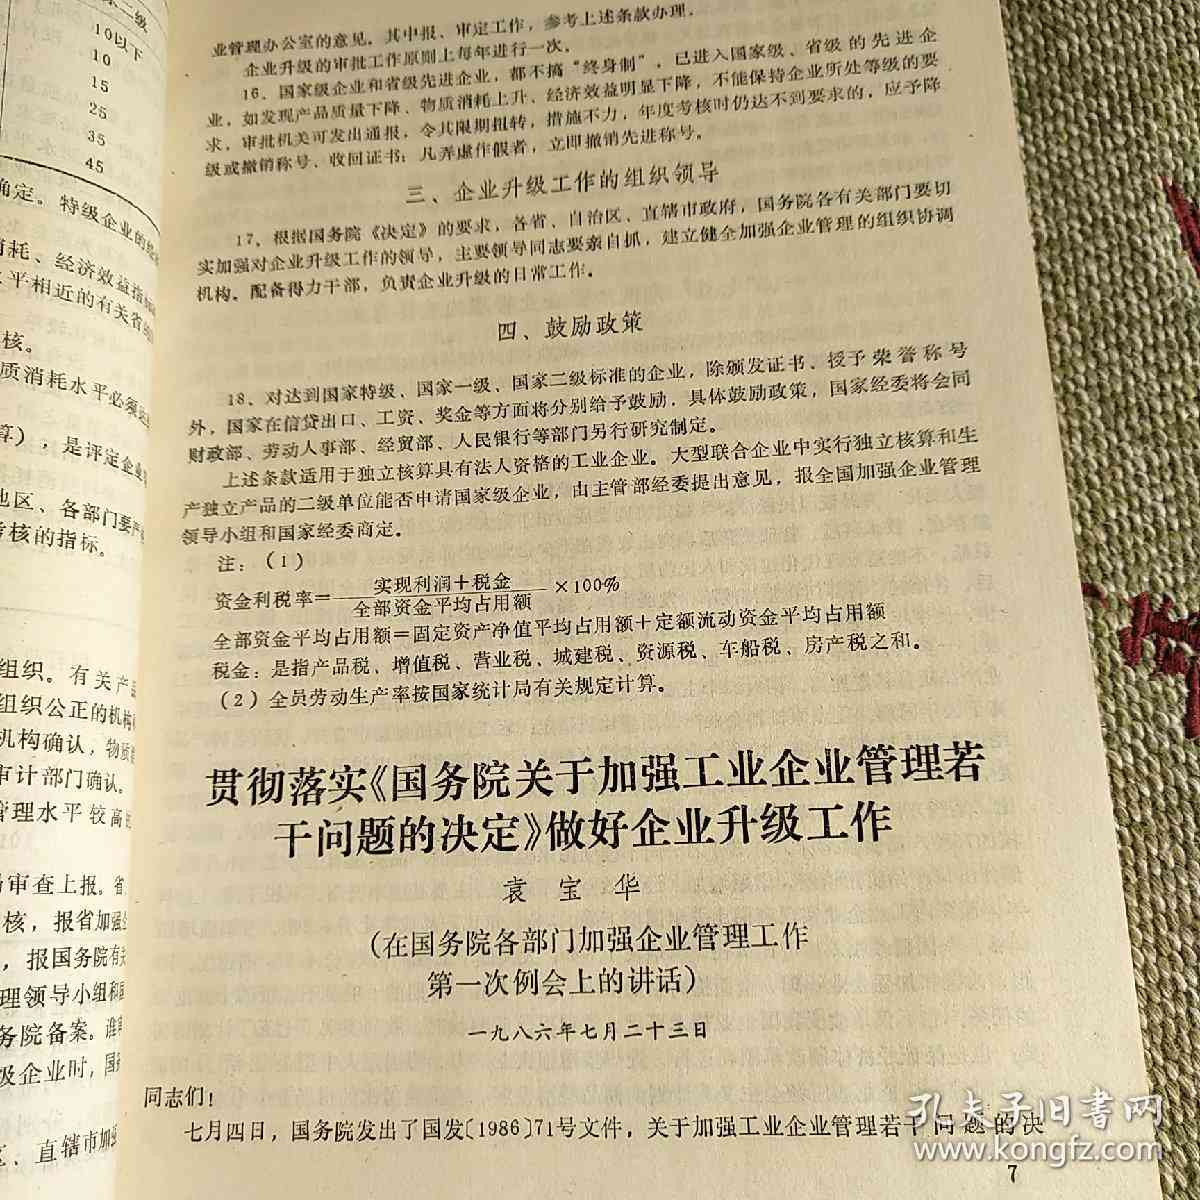 二级
10以下
10
15
25
35
45
确定。特级企业的
消耗、经济效益指标
水平相近的有关省的
核。
质消耗水平必须
算），是评定企业
地区、各部门要严
考核的指标。
组织。有关产品
组织公正的机构
机构确认，物质
审计部门确认。
管理水平较高
审查上报。省
核，报省加强
，报国务院有关
理领导小组和国
务院备案。
级企业时，国
、直辖市加强
业管理办公室的意见。其申报、审定工作，参考上述条款办理。
企业升级的审批工作原则上每年进行一次。
16、国家级企业和省级先进企业，都不搞“终身制”，已进入国家级、省级的先进企
业，如发现产品质量下降、物质消耗上升、经济效益明显下降，不能保持企业所处等级的要
求，审批机关可发出通报，令其限期扭转，措施不力，年度考核时仍达不到要求的，应予降
级或撤销称号、收回证书；凡弄虚作假者，立即撤销先进称号。
三、企业升级工作的组织领导
17、根据国务院《决定》的要求，各省、自治区、直辖市政府，国务院各有关部门要切
实加强对企业升级工作的领导，主要领导同志要亲自抓，建立健全加强企业管理的组织协调
机构。配备得力干部，负责企业升级的日常工作。
四、鼓励政策
18、对达到国家特级、国家一级、国家二级标准的企业，除颁发证书、授予荣誉称号
外，国家在信贷出口、工资、奖金等方面将分别给予鼓励，具体鼓励政策，国家经委将会同
财政部、劳动人事部、经贸部、人民银行等部门另行研究制定。
上述条款适用于独立核算具有法人资格的工业企业。大型联合企业中实行独立核算和生
产独立产品的二级单位能否申请国家级企业，由主管部经委提出意见，报全国加强企业管理
领导小组和国家经委商定。
注：（1）
资金利税率=实现利润+税金/全部资金平均占用额×100%
全部资金平均占用额=固定资产净值平均占用额+定额流动资金平均占用额
税金：是指产品税、增值税、营业税、城建税、资源税、车船税、房产税之和。
（2）全员劳动生产率按国家统计局有关规定计算。
贯彻落实《国务院关于加强工业企业管理若
干问题的决定》做好企业升级工作
袁宝华
（在国务院各部门加强企业管理工作
第一次例会上的讲话）
一九八六年七月二十三日
同志们！
七月四日，国务院发出了国发〔1986〕71号文件，关于加强工业企业管理若干问题的决
7
孔夫子旧书网
www.kongfz.com